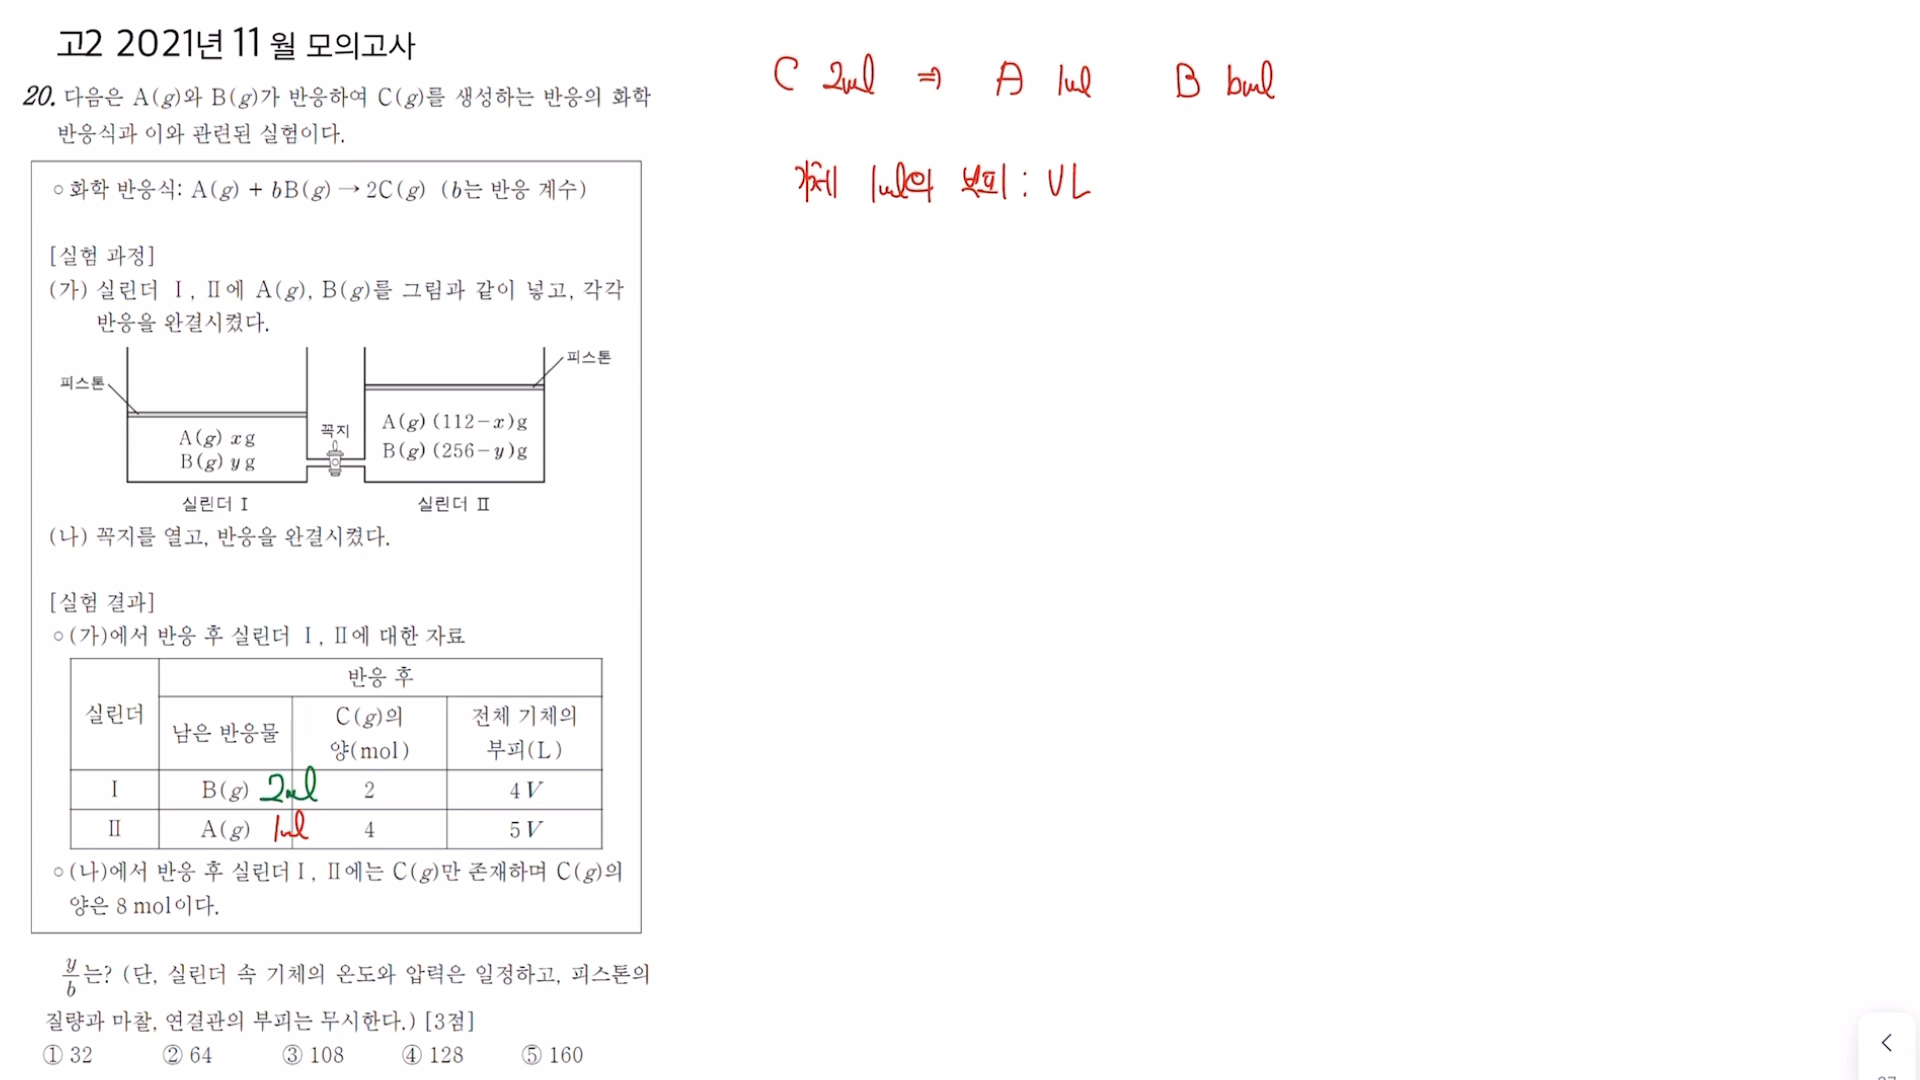 고2 2021년 11월 모의고사
20. 다음은 A(g)와 B(g)가 반응하여 C(g)를 생성하는 반응의 화학
반응식과 이와 관련된 실험이다.
○ 화학 반응식: A(g) + bB(g) → 2C(g) (b는 반응 계수)
[실험 과정]
(가) 실린더 Ⅰ, Ⅱ에 A(g), B(g)를 그림과 같이 넣고, 각각
반응을 완결시켰다.
피스톤
피스톤
꼭지
A(g) xg
B(g) yg
A(g) (112-x)g
B(g) (256-y)g
실린더 Ⅰ
실린더 Ⅱ
(나) 꼭지를 열고, 반응을 완결시켰다.
[실험 결과]
○ (가)에서 반응 후 실린더 Ⅰ, Ⅱ에 대한 자료
실린더
반응 후
남은 반응물
C(g)의 양(mol)
전체 기체의 부피(L)
Ⅰ B(g) 2mol 2 4V
Ⅱ A(g) 1mol 4 5V
○ (나)에서 반응 후 실린더Ⅰ, Ⅱ에는 C(g)만 존재하며 C(g)의
양은 8 mol이다.
y/b는? (단, 실린더 속 기체의 온도와 압력은 일정하고, 피스톤의
질량과 마찰, 연결관의 부피는 무시한다.) [3점]
① 32 ② 64 ③ 108 ④ 128 ⑤ 160
C 2mol ⇒ A 1mol B bmol
기체 1mol의 부피 : VL